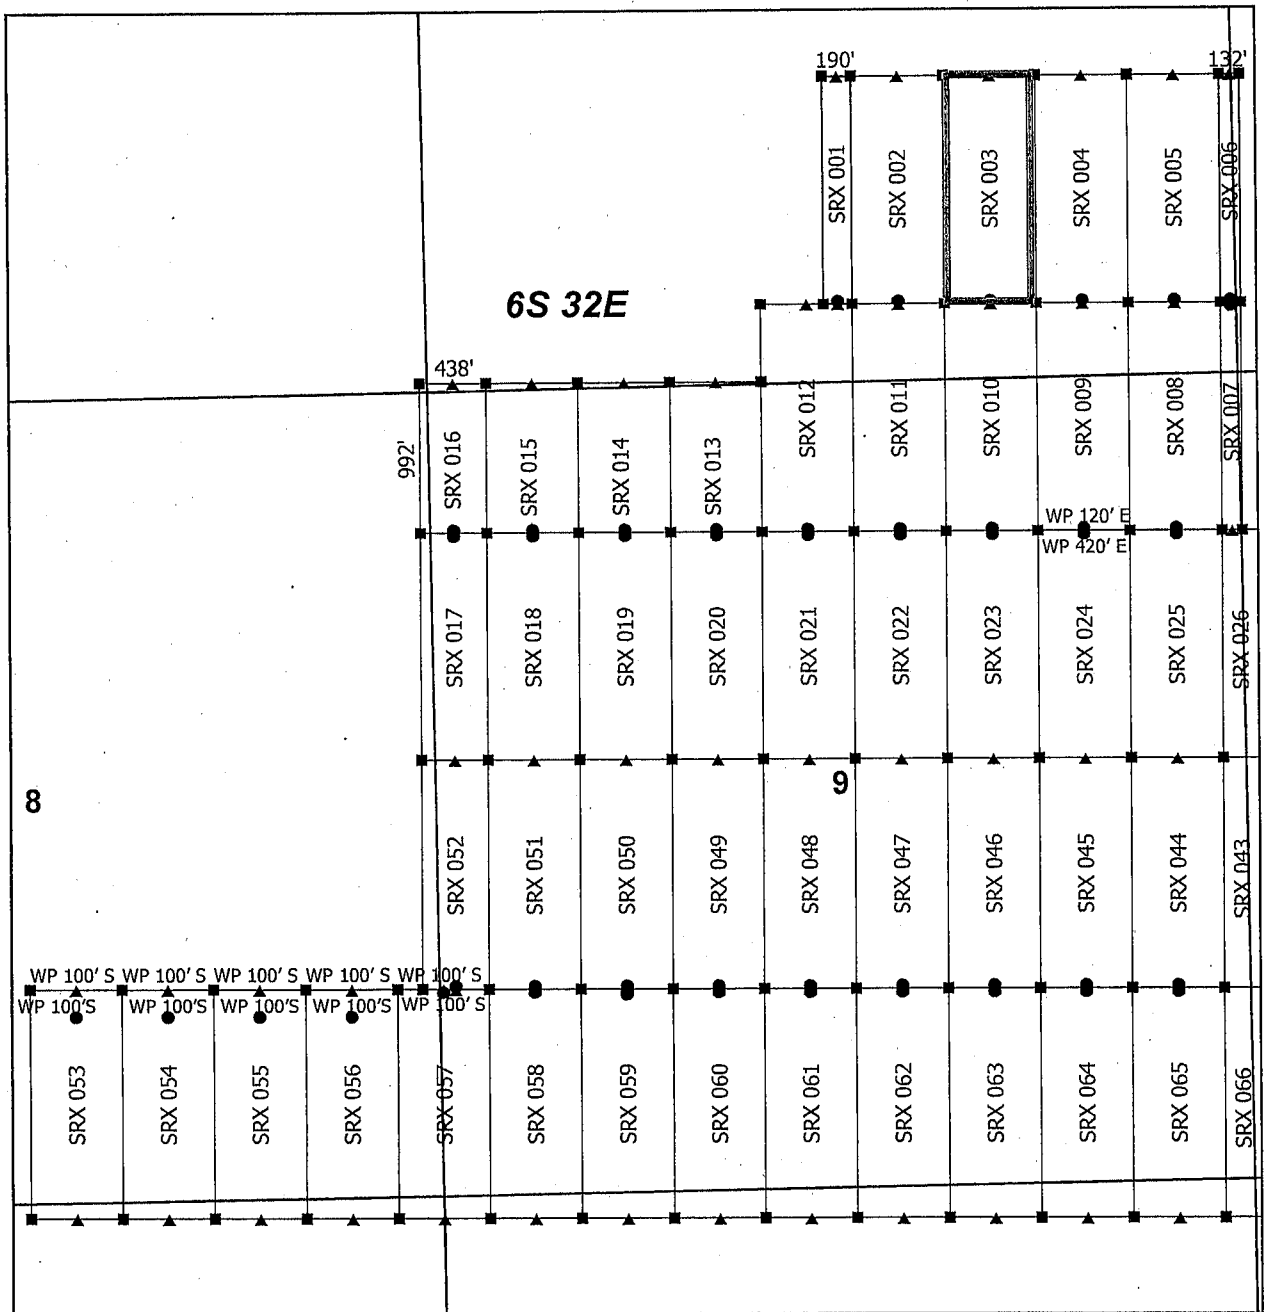 190'
132'
SRX 001
SRX 002
SRX 003
SRX 004
SRX 005
SRX 006
6S 32E
438'
992'
SRX 016
SRX 015
SRX 014
SRX 013
SRX 012
SRX 011
SRX 010
SRX 009
SRX 008
SRX 007
WP 120' E
WP 420' E
SRX 017
SRX 018
SRX 019
SRX 020
SRX 021
SRX 022
SRX 023
SRX 024
SRX 025
SRX 026
8
9
SRX 052
SRX 051
SRX 050
SRX 049
SRX 048
SRX 047
SRX 046
SRX 045
SRX 044
SRX 043
WP 100' S
WP 100' S
WP 100' S
WP 100' S
WP 100' S
WP 100'S
WP 100'S
WP 100'S
WP 100'S
WP 100' S
SRX 053
SRX 054
SRX 055
SRX 056
SRX 057
SRX 058
SRX 059
SRX 060
SRX 061
SRX 062
SRX 063
SRX 064
SRX 065
SRX 066